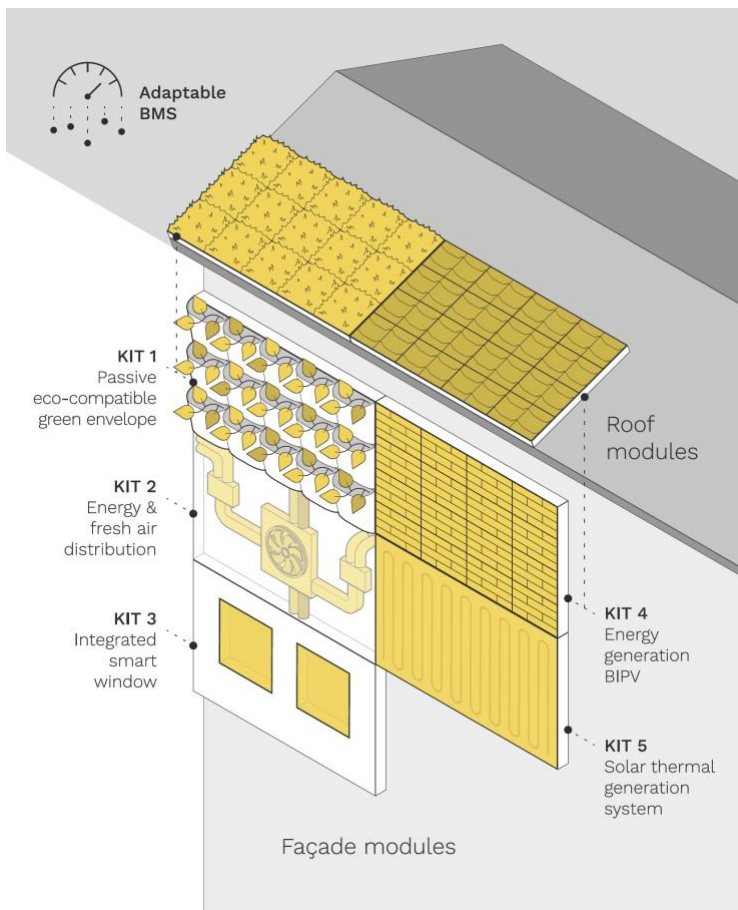 Adaptable
BMS
KIT 1
Passive
eco-compatible
green envelope
Roof
modules
KIT 2
Energy &
fresh air
distribution
KIT 3
Integrated
smart
window
KIT 4
Energy
generation
BIPV
KIT 5
Solar thermal
generation
system
Façade modules